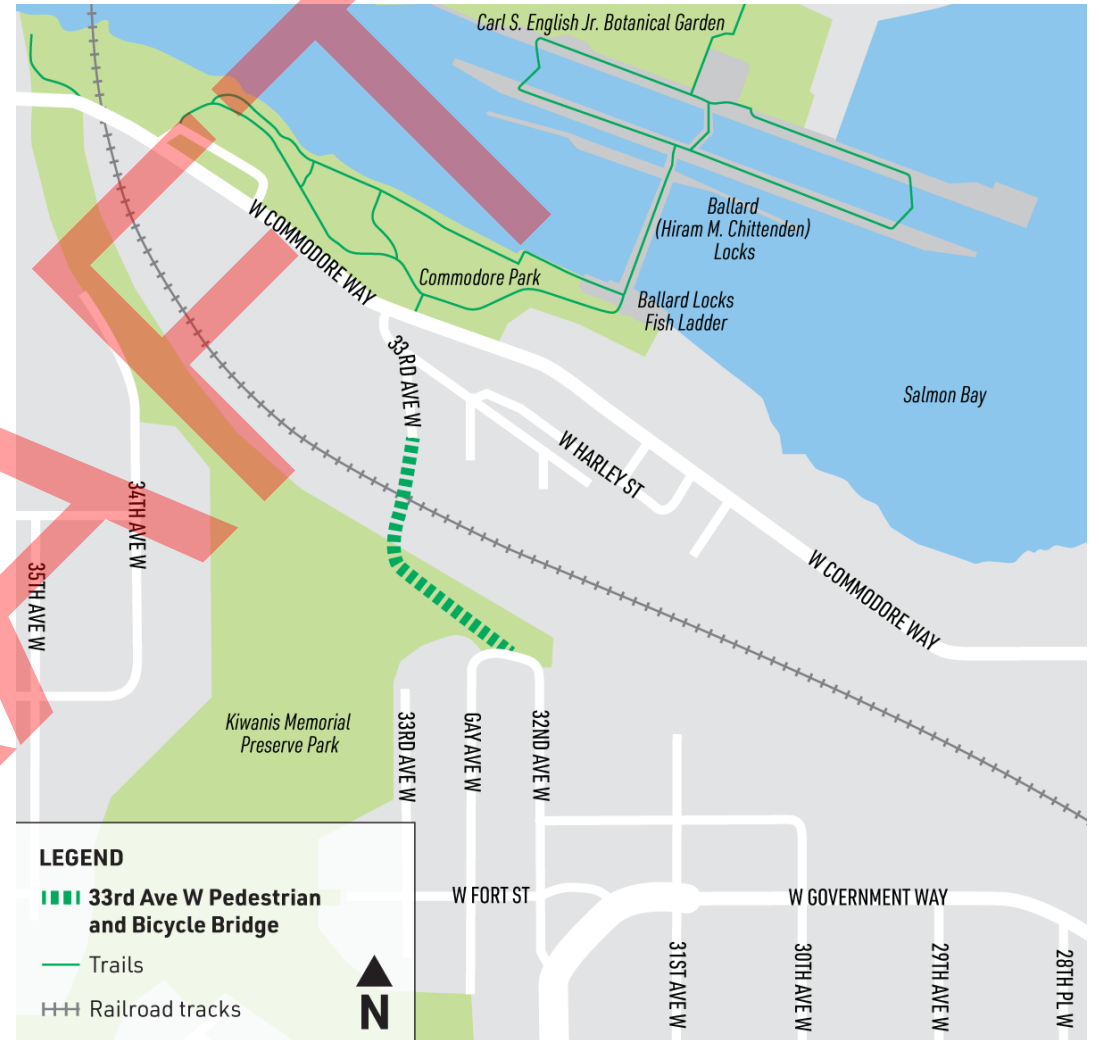 Carl S. English Jr. Botanical Garden
W COMMODORE WAY
Ballard
(Hiram M. Chittenden)
Locks
Commodore Park
Ballard Locks
Fish Ladder
33RD AVE W
Salmon Bay
W HARLEY ST
34TH AVE W
35TH AVE W
W COMMODORE WAY
Kiwanis Memorial
Preserve Park
33RD AVE W
GAY AVE W
32ND AVE W
W FORT ST
W GOVERNMENT WAY
31ST AVE W
30TH AVE W
29TH AVE W
28TH PL W
LEGEND
33rd Ave W Pedestrian
and Bicycle Bridge
Trails
Railroad tracks
N